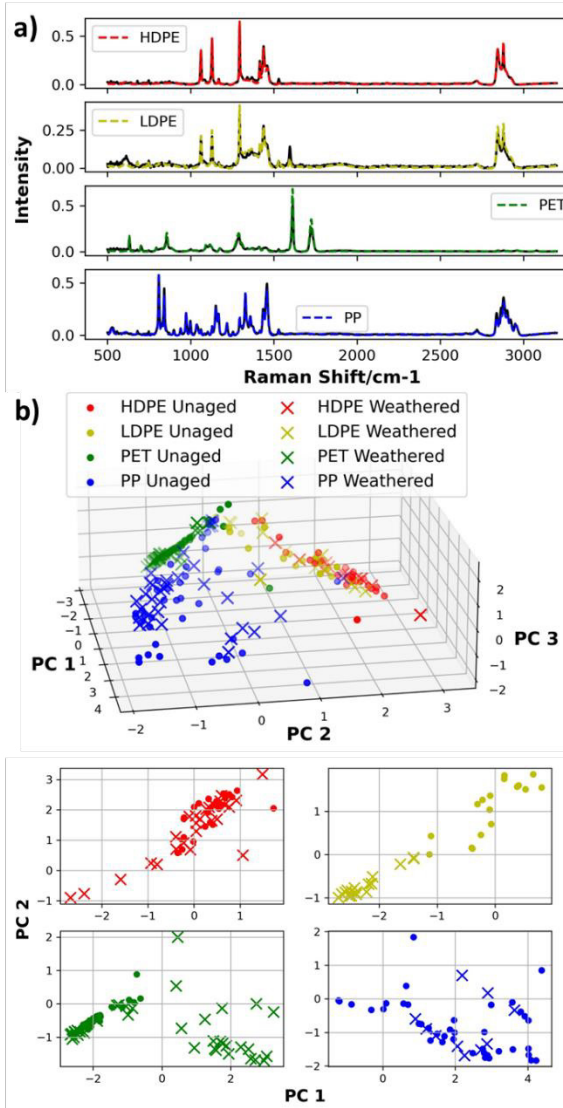 a)
0.5
HDPE
0.0
0.25
LDPE
0.00
Intensity
0.5
PET
0.0
0.5
PP
0.0
500 1000 1500 2000 2500 3000
Raman Shift/cm-1
b)
HDPE Unaged HDPE Weathered
LDPE Unaged LDPE Weathered
PET Unaged PET Weathered
PP Unaged PP Weathered
−3 −2 −1 0 1 2 3 4
PC 1
−2 −1 0 1 2 3
PC 2
2 1 0 −1 −2
PC 3
3 2 1 0 −1
−2 −1 0 1
1 0 −1
−2 −1 0
PC 2
2 1 0 −1
−2 0 2
2 1 0 −1 −2
0 2 4
PC 1